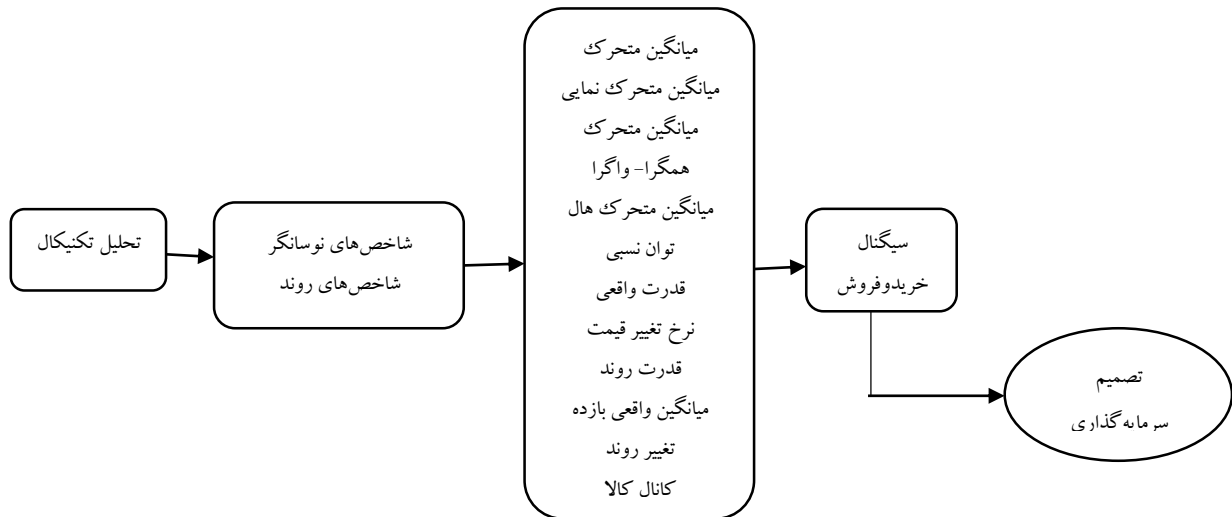 تحلیل تکنیکال
شاخص‌های نوسانگر
شاخص‌های روند
میانگین متحرک
میانگین متحرک نمایی
میانگین متحرک
همگرا- واگرا
میانگین متحرک هال
توان نسبی
قدرت واقعی
نرخ تغییر قیمت
قدرت روند
میانگین واقعی بازده
تغییر روند
کانال کالا
سیگنال
خریدوفروش
تصمیم
سرمایه‌گذاری